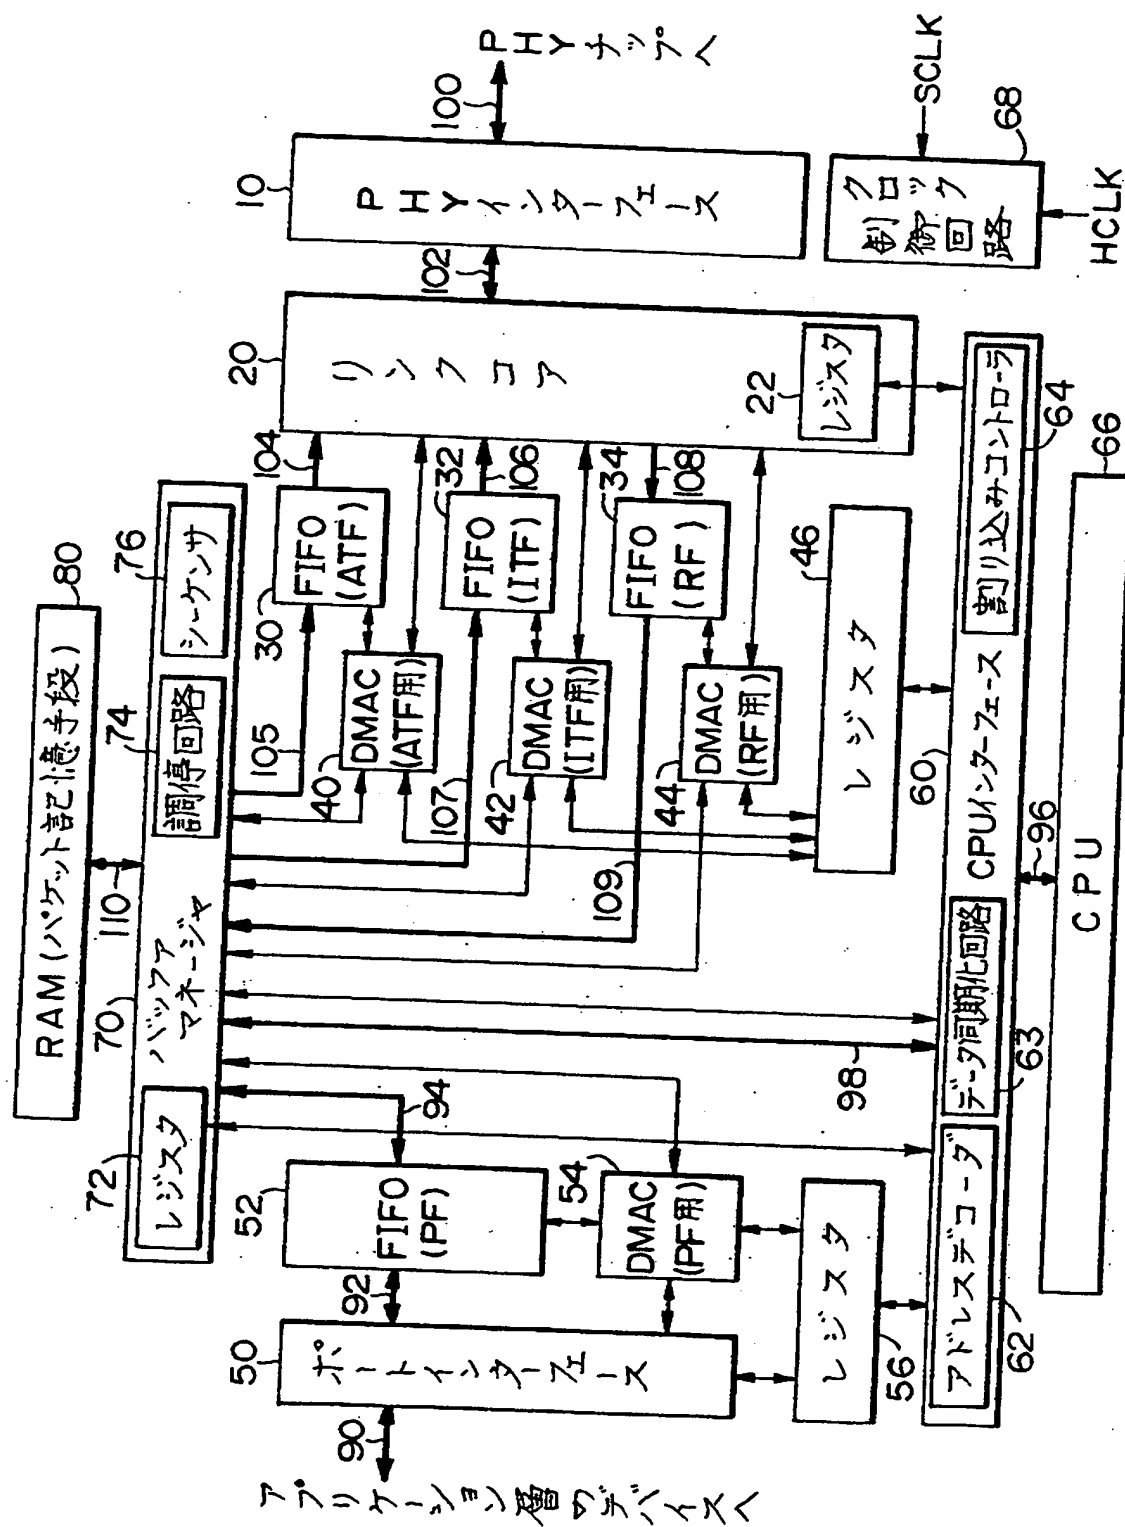 RAM(パケット記憶手段)
80
110
70
バッファ
マネージャ
72
レジスタ
74
調停回路
76
シーケンサ
アプリケーション層のデバイスへ
90
50
ポートインターフェース
92
52
FIFO
(PF)
94
54
DMAC
(PF用)
レジスタ
56
105
30
FIFO
(ATF)
104
40
DMAC
(ATF用)
107
32
FIFO
(ITF)
106
42
DMAC
(ITF用)
109
34
FIFO
(RF)
108
44
DMAC
(RF用)
46
レジスタ
20
リンクコア
22
レジスタ
102
10
PHYインターフェース
100
PHYチップへ
クロック
制御
回路
68
SCLK
HCLK
98
60
CPUインターフェース
アドレスデコーダ
62
データ同期化回路
63
割り込みコントローラ
64
96
CPU
66